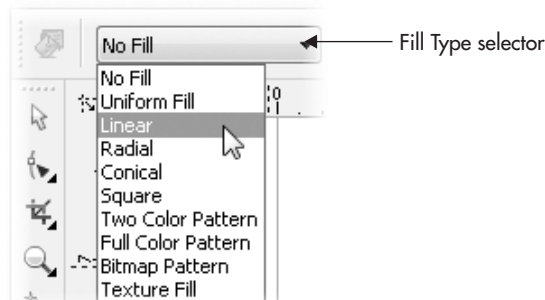 No Fill
Fill Type selector
No Fill
Uniform Fill
Linear
Radial
Conical
Square
Two Color Pattern
Full Color Pattern
Bitmap Pattern
Texture Fill
0